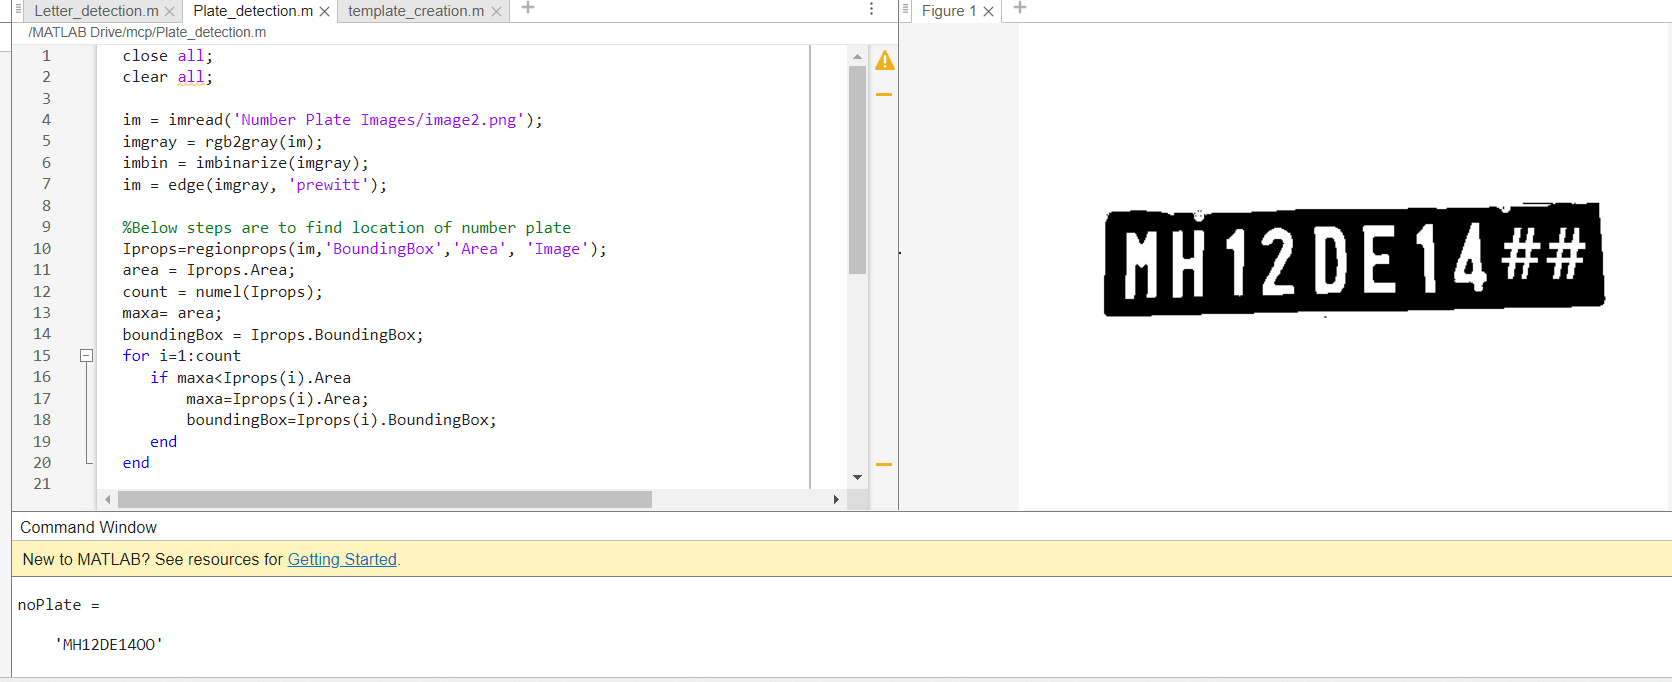 Letter_detection.m × Plate_detection.m × template_creation.m × +
/MATLAB Drive/mcp/Plate_detection.m
1 close all;
2 clear all;
3
4 im = imread('Number Plate Images/image2.png');
5 imgray = rgb2gray(im);
6 imbin = imbinarize(imgray);
7 im = edge(imgray, 'prewitt');
8
9 %Below steps are to find location of number plate
10 Iprops=regionprops(im,'BoundingBox','Area', 'Image');
11 area = Iprops.Area;
12 count = numel(Iprops);
13 maxa= area;
14 boundingBox = Iprops.BoundingBox;
15 for i=1:count
16 if maxa<Iprops(i).Area
17 maxa=Iprops(i).Area;
18 boundingBox=Iprops(i).BoundingBox;
19 end
20 end
21
Figure 1 × +
MH12DE14##
Command Window
New to MATLAB? See resources for Getting Started.
noPlate =
'MH12DE1400'